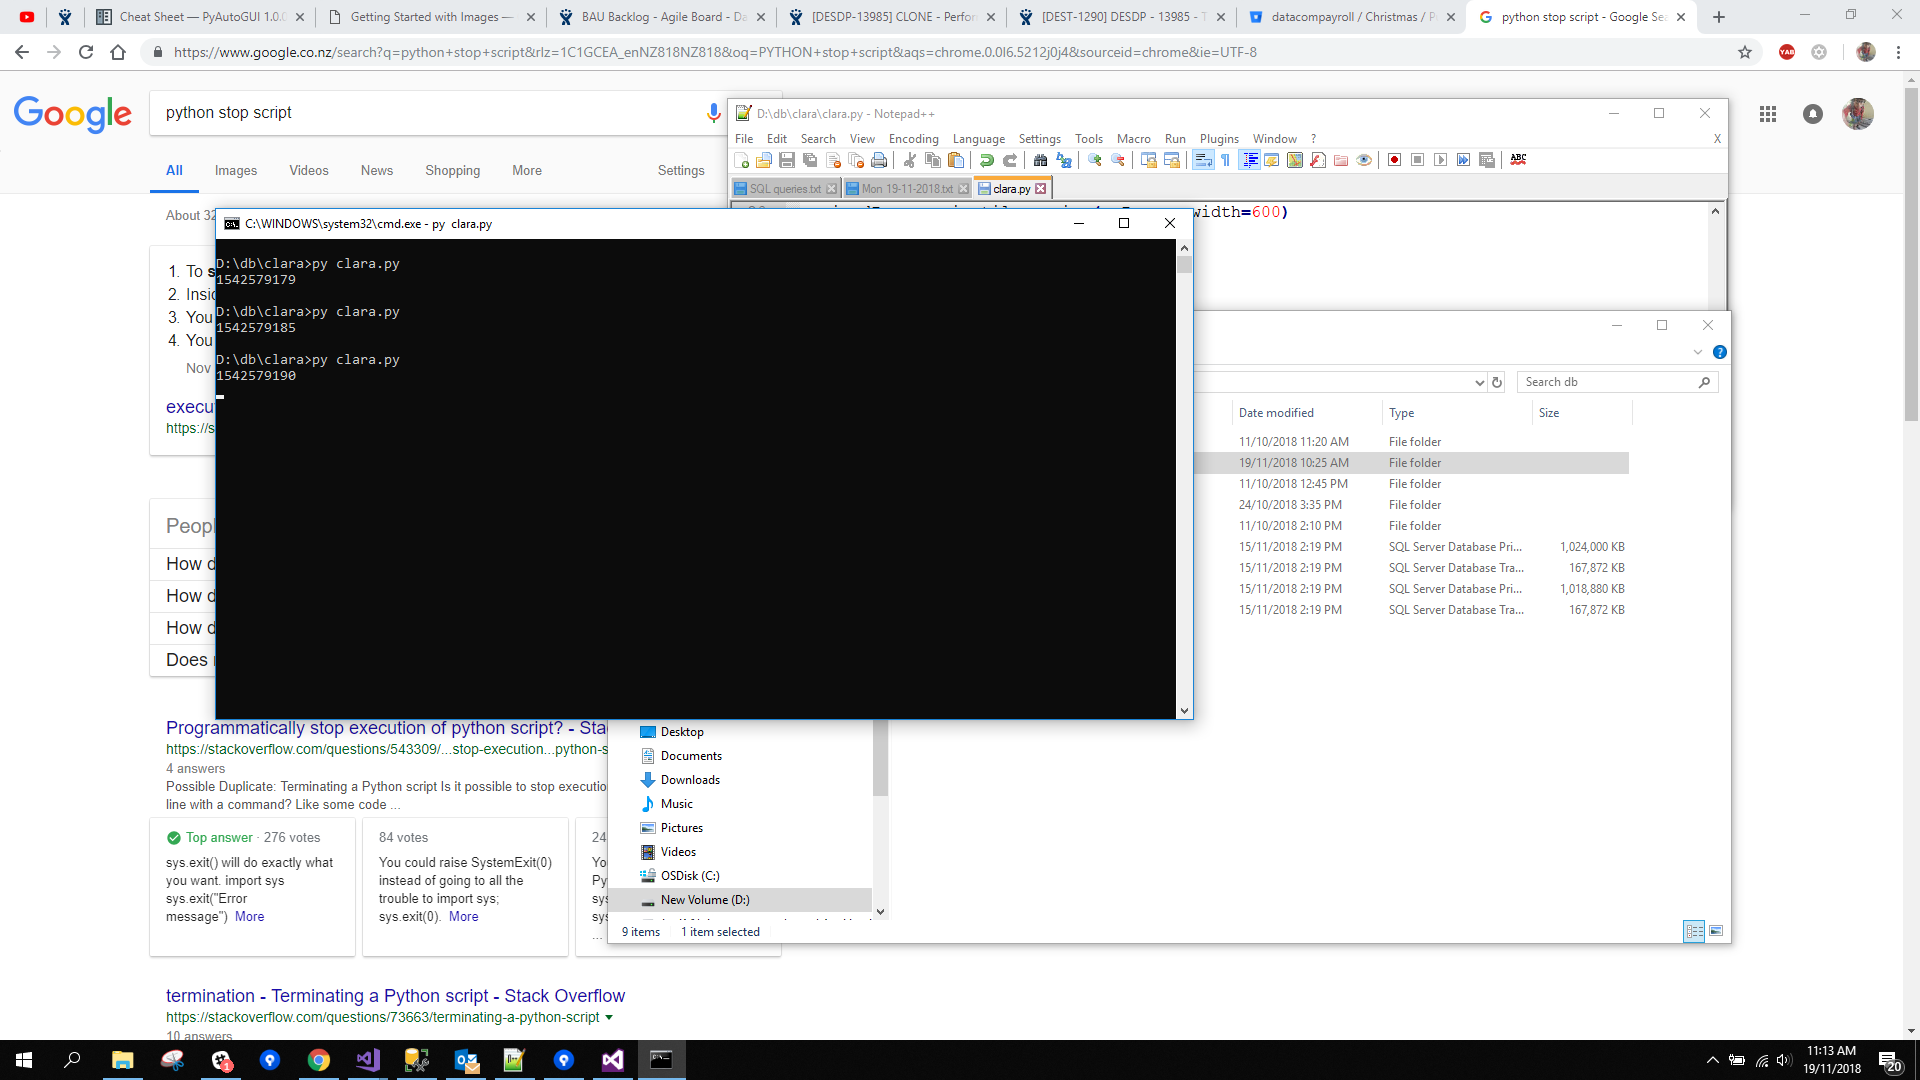 Cheat Sheet — PyAutoGUI 1.0.
Getting Started with Images —
BAU Backlog - Agile Board - Da
[DESDP-13985] CLONE - Perfor
[DEST-1290] DESDP - 13985 - T
datacompayroll / Christmas / P
python stop script - Google Sea
https://www.google.co.nz/search?q=python+stop+script&rlz=1C1GCEA_enNZ818NZ818&oq=PYTHON+stop+script&aqs=chrome.0.0l6.5212j0j4&sourceid=chrome&ie=UTF-8
YAB
Google
python stop script
All Images Videos News Shopping More Settings
About 32
1. To s
2. Insid
3. You
4. You
Nov
execu
https://s
Peopl
How d
How d
How d
Does
Programmatically stop execution of python script? - Sta
https://stackoverflow.com/questions/543309/...stop-execution...python-s
4 answers
Possible Duplicate: Terminating a Python script Is it possible to stop executio
line with a command? Like some code ...
Top answer · 276 votes
sys.exit() will do exactly what
you want. import sys
sys.exit("Error
message") More
84 votes
You could raise SystemExit(0)
instead of going to all the
trouble to import sys;
sys.exit(0). More
24
Yo
Py
sy
sy
...
termination - Terminating a Python script - Stack Overflow
https://stackoverflow.com/questions/73663/terminating-a-python-script
10 answers
D:\db\clara\clara.py - Notepad++
File Edit Search View Encoding Language Settings Tools Macro Run Plugins Window ?
X
ABC
SQL queries.txt
Mon 19-11-2018.txt
clara.py
width=600)
C:\WINDOWS\system32\cmd.exe - py clara.py
D:\db\clara>py clara.py
1542579179
D:\db\clara>py clara.py
1542579185
D:\db\clara>py clara.py
1542579190
Search db
Date modified Type Size
11/10/2018 11:20 AM File folder
19/11/2018 10:25 AM File folder
11/10/2018 12:45 PM File folder
24/10/2018 3:35 PM File folder
11/10/2018 2:10 PM File folder
15/11/2018 2:19 PM SQL Server Database Pri... 1,024,000 KB
15/11/2018 2:19 PM SQL Server Database Tra... 167,872 KB
15/11/2018 2:19 PM SQL Server Database Pri... 1,018,880 KB
15/11/2018 2:19 PM SQL Server Database Tra... 167,872 KB
Desktop
Documents
Downloads
Music
Pictures
Videos
OSDisk (C:)
New Volume (D:)
9 items 1 item selected
1
11:13 AM
19/11/2018
20